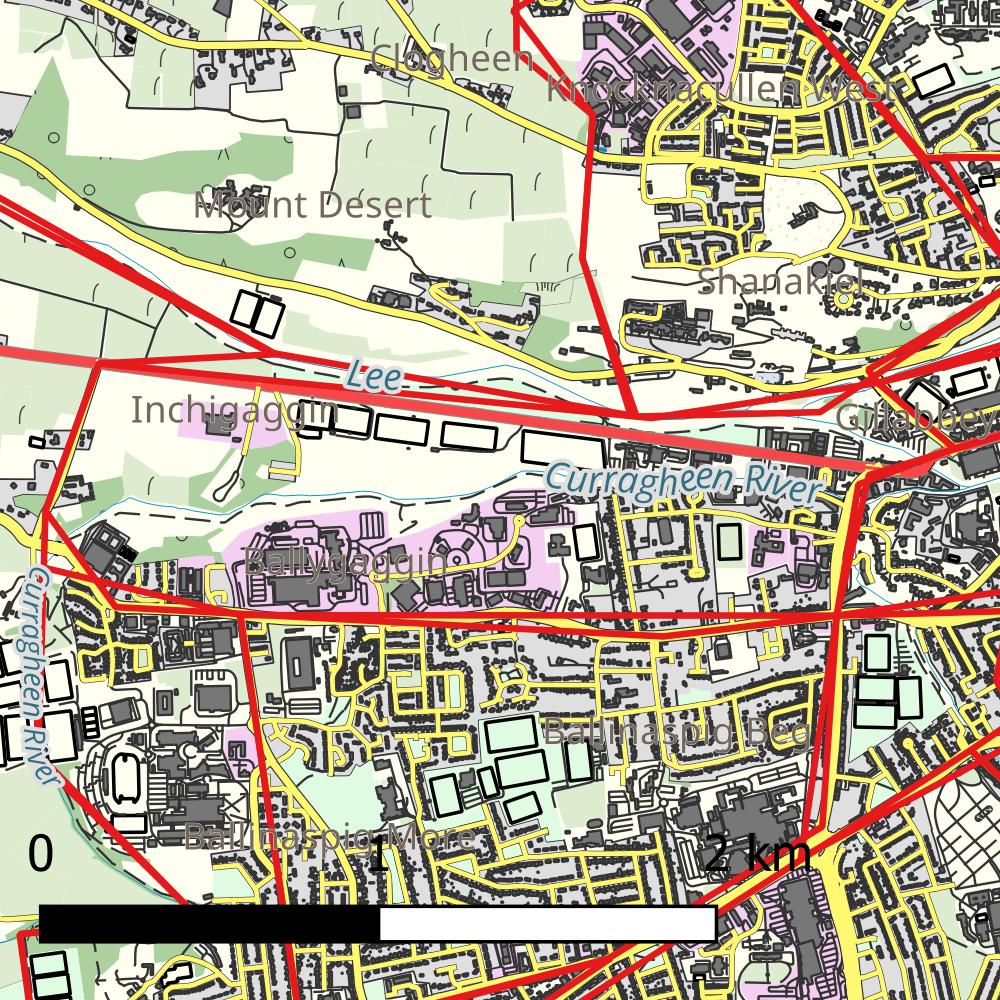 Clogheen
Knocknacullen West
Mount Desert
Shanakiel
Lee
Inchigaggin
Gillabbey
Curragheen River
Ballygaggin
Curragheen River
Ballinaspig Beg
Ballinaspig More
0 1 2 km